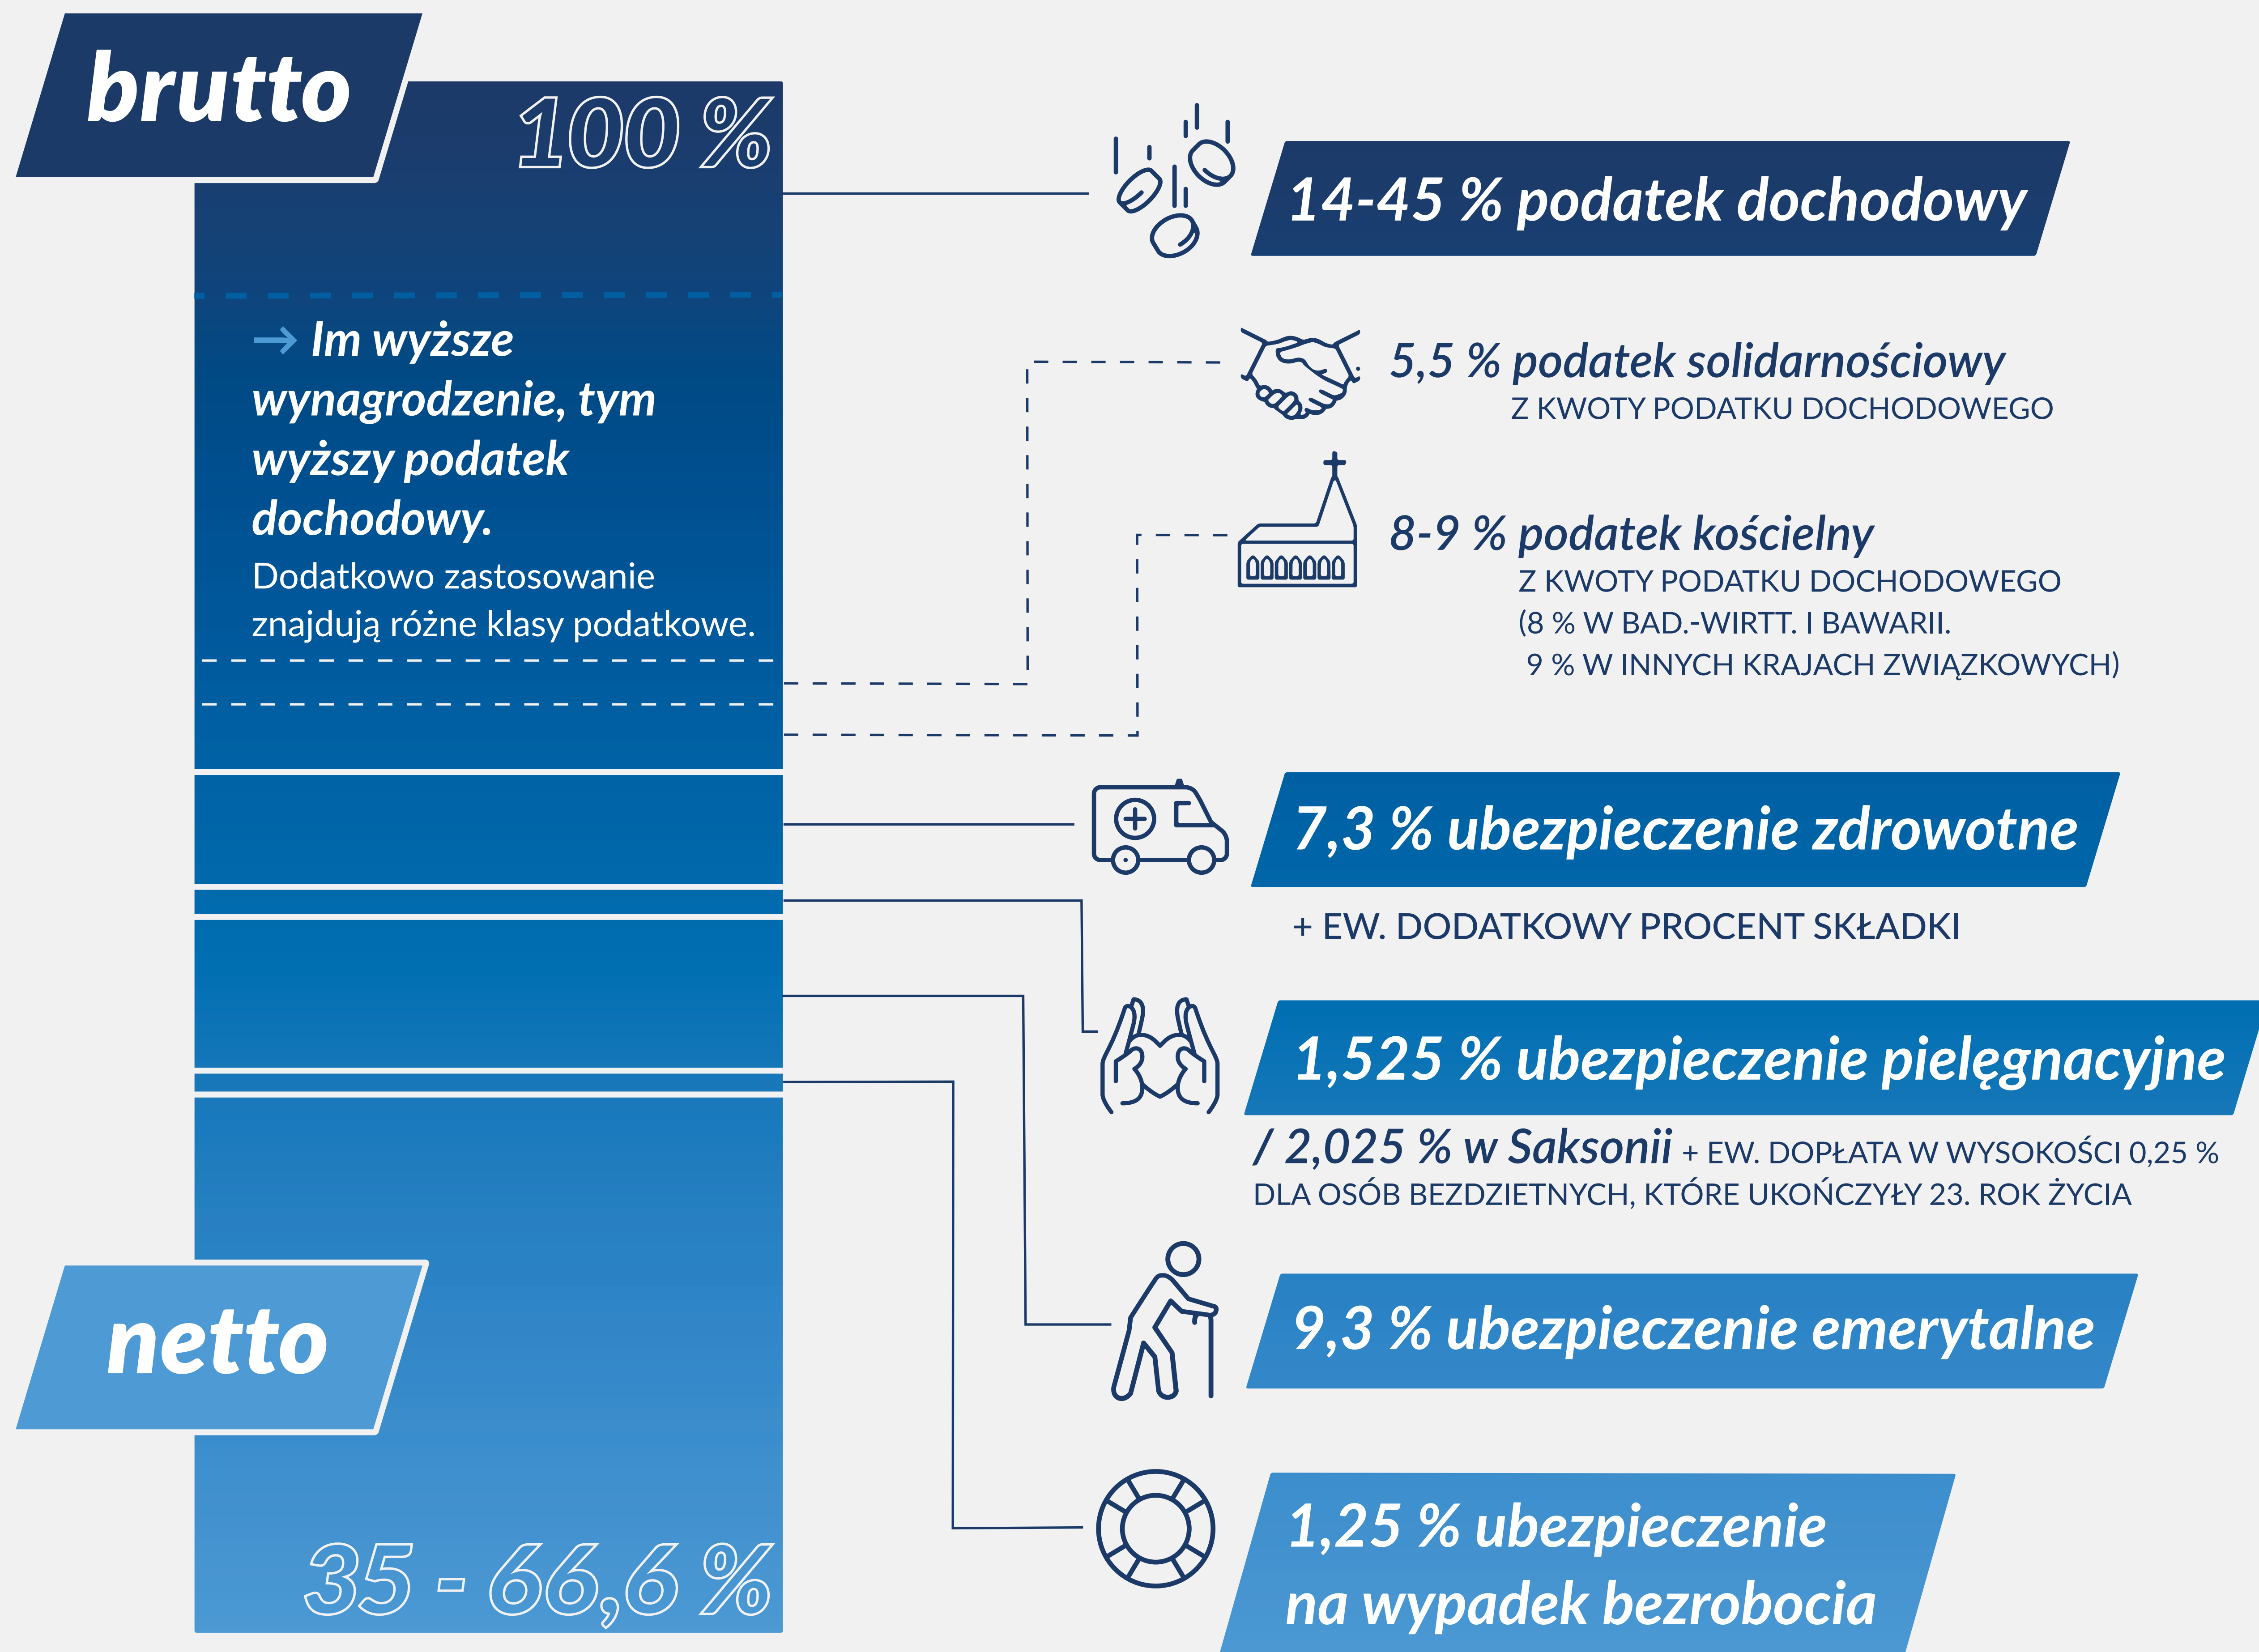 brutto
100 %
→ Im wyższe
wynagrodzenie, tym
wyższy podatek
dochodowy.
Dodatkowo zastosowanie
znajdują różne klasy podatkowe.
netto
35 - 66,6 %
14-45 % podatek dochodowy
5,5 % podatek solidarnościowy
Z KWOTY PODATKU DOCHODOWEGO
8-9 % podatek kościelny
Z KWOTY PODATKU DOCHODOWEGO
(8 % W BAD.-WIRTT. I BAWARII.
9 % W INNYCH KRAJACH ZWIĄZKOWYCH)
7,3 % ubezpieczenie zdrowotne
+ EW. DODATKOWY PROCENT SKŁADKI
1,525 % ubezpieczenie pielęgnacyjne
/ 2,025 % w Saksonii + EW. DOPŁATA W WYSOKOŚCI 0,25 %
DLA OSÓB BEZDZIETNYCH, KTÓRE UKOŃCZYŁY 23. ROK ŻYCIA
9,3 % ubezpieczenie emerytalne
1,25 % ubezpieczenie
na wypadek bezrobocia